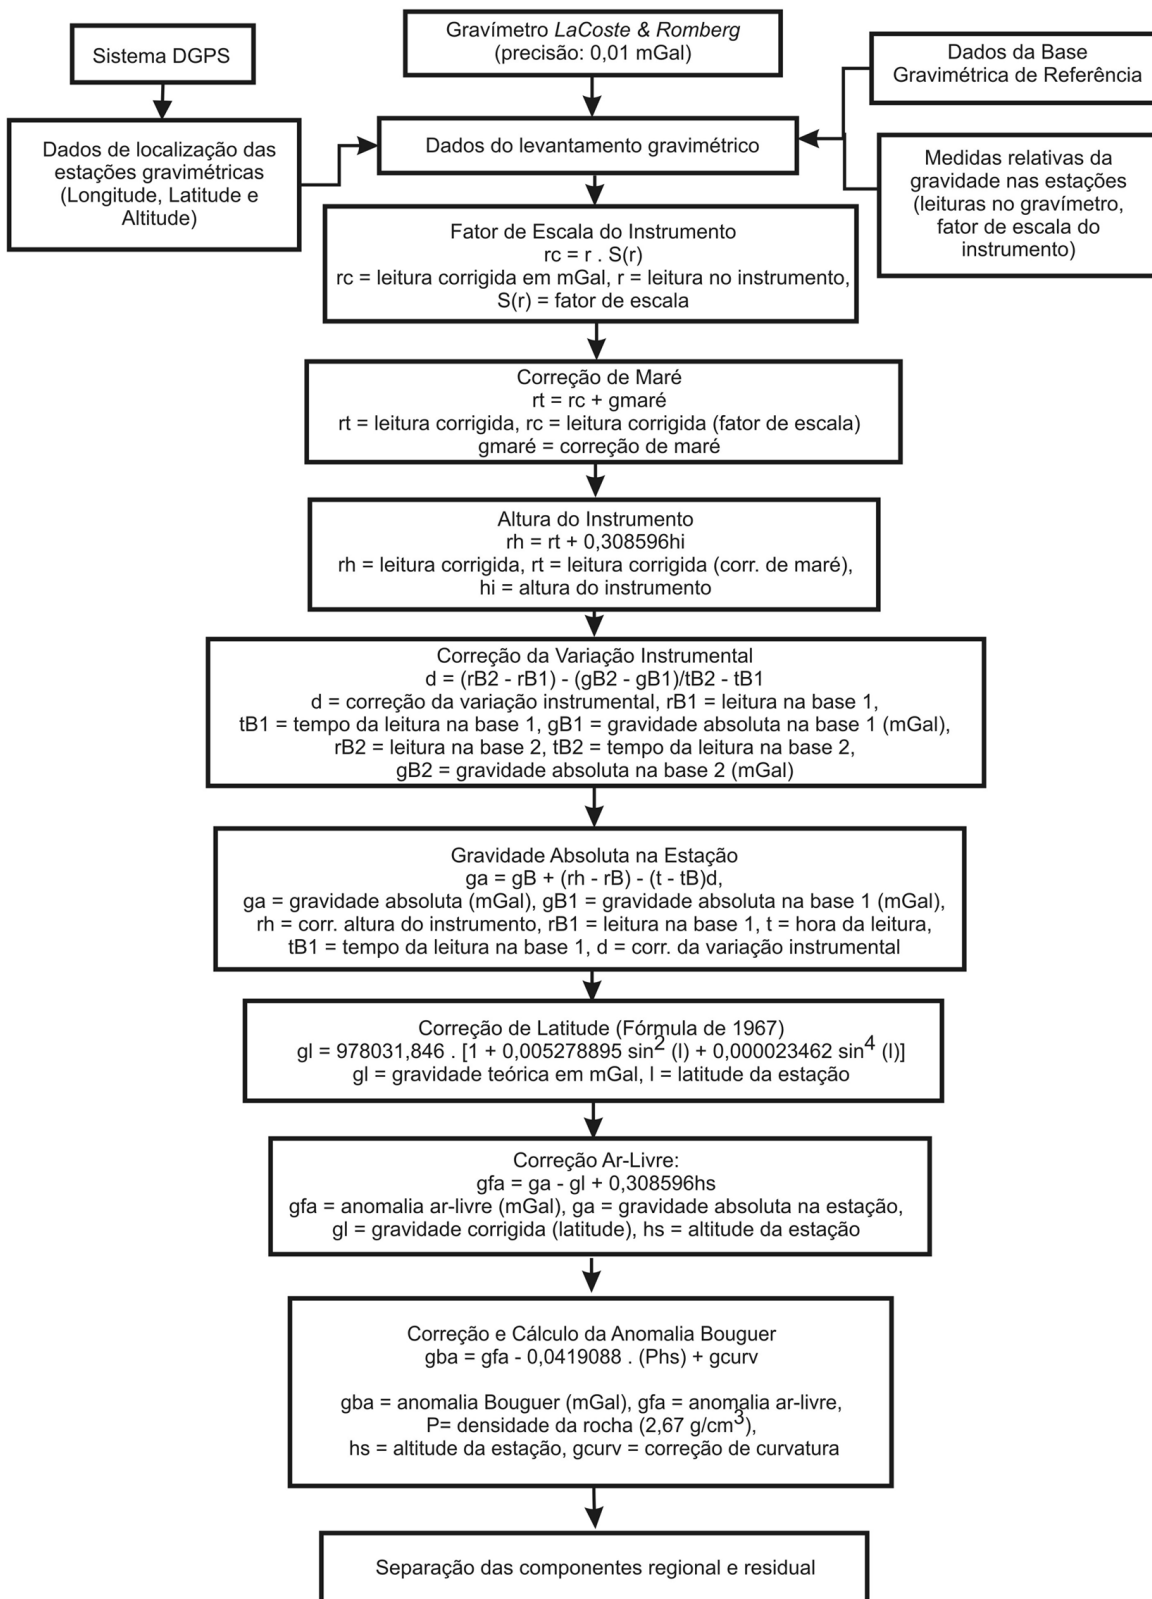 Sistema DGPS
Gravímetro LaCoste & Romberg
(precisão: 0,01 mGal)
Dados da Base
Gravimétrica de Referência
Dados de localização das
estações gravimétricas
(Longitude, Latitude e
Altitude)
Dados do levantamento gravimétrico
Medidas relativas da
gravidade nas estações
(leituras no gravímetro,
fator de escala do
instrumento)
Fator de Escala do Instrumento
rc = r . S(r)
rc = leitura corrigida em mGal, r = leitura no instrumento,
S(r) = fator de escala
Correção de Maré
rt = rc + gmaré
rt = leitura corrigida, rc = leitura corrigida (fator de escala)
gmaré = correção de maré
Altura do Instrumento
rh = rt + 0,308596hi
rh = leitura corrigida, rt = leitura corrigida (corr. de maré),
hi = altura do instrumento
Correção da Variação Instrumental
d = (rB2 - rB1) - (gB2 - gB1)/tB2 - tB1
d = correção da variação instrumental, rB1 = leitura na base 1,
tB1 = tempo da leitura na base 1, gB1 = gravidade absoluta na base 1 (mGal),
rB2 = leitura na base 2, tB2 = tempo da leitura na base 2,
gB2 = gravidade absoluta na base 2 (mGal)
Gravidade Absoluta na Estação
ga = gB + (rh - rB) - (t - tB)d,
ga = gravidade absoluta (mGal), gB1 = gravidade absoluta na base 1 (mGal),
rh = corr. altura do instrumento, rB1 = leitura na base 1, t = hora da leitura,
tB1 = tempo da leitura na base 1, d = corr. da variação instrumental
Correção de Latitude (Fórmula de 1967)
gl = 978031,846 . [1 + 0,005278895 sin² (l) + 0,000023462 sin⁴ (l)]
gl = gravidade teórica em mGal, l = latitude da estação
Correção Ar-Livre:
gfa = ga - gl + 0,308596hs
gfa = anomalia ar-livre (mGal), ga = gravidade absoluta na estação,
gl = gravidade corrigida (latitude), hs = altitude da estação
Correção e Cálculo da Anomalia Bouguer
gba = gfa - 0,0419088 . (Phs) + gcurv
gba = anomalia Bouguer (mGal), gfa = anomalia ar-livre,
P= densidade da rocha (2,67 g/cm³),
hs = altitude da estação, gcurv = correção de curvatura
Separação das componentes regional e residual